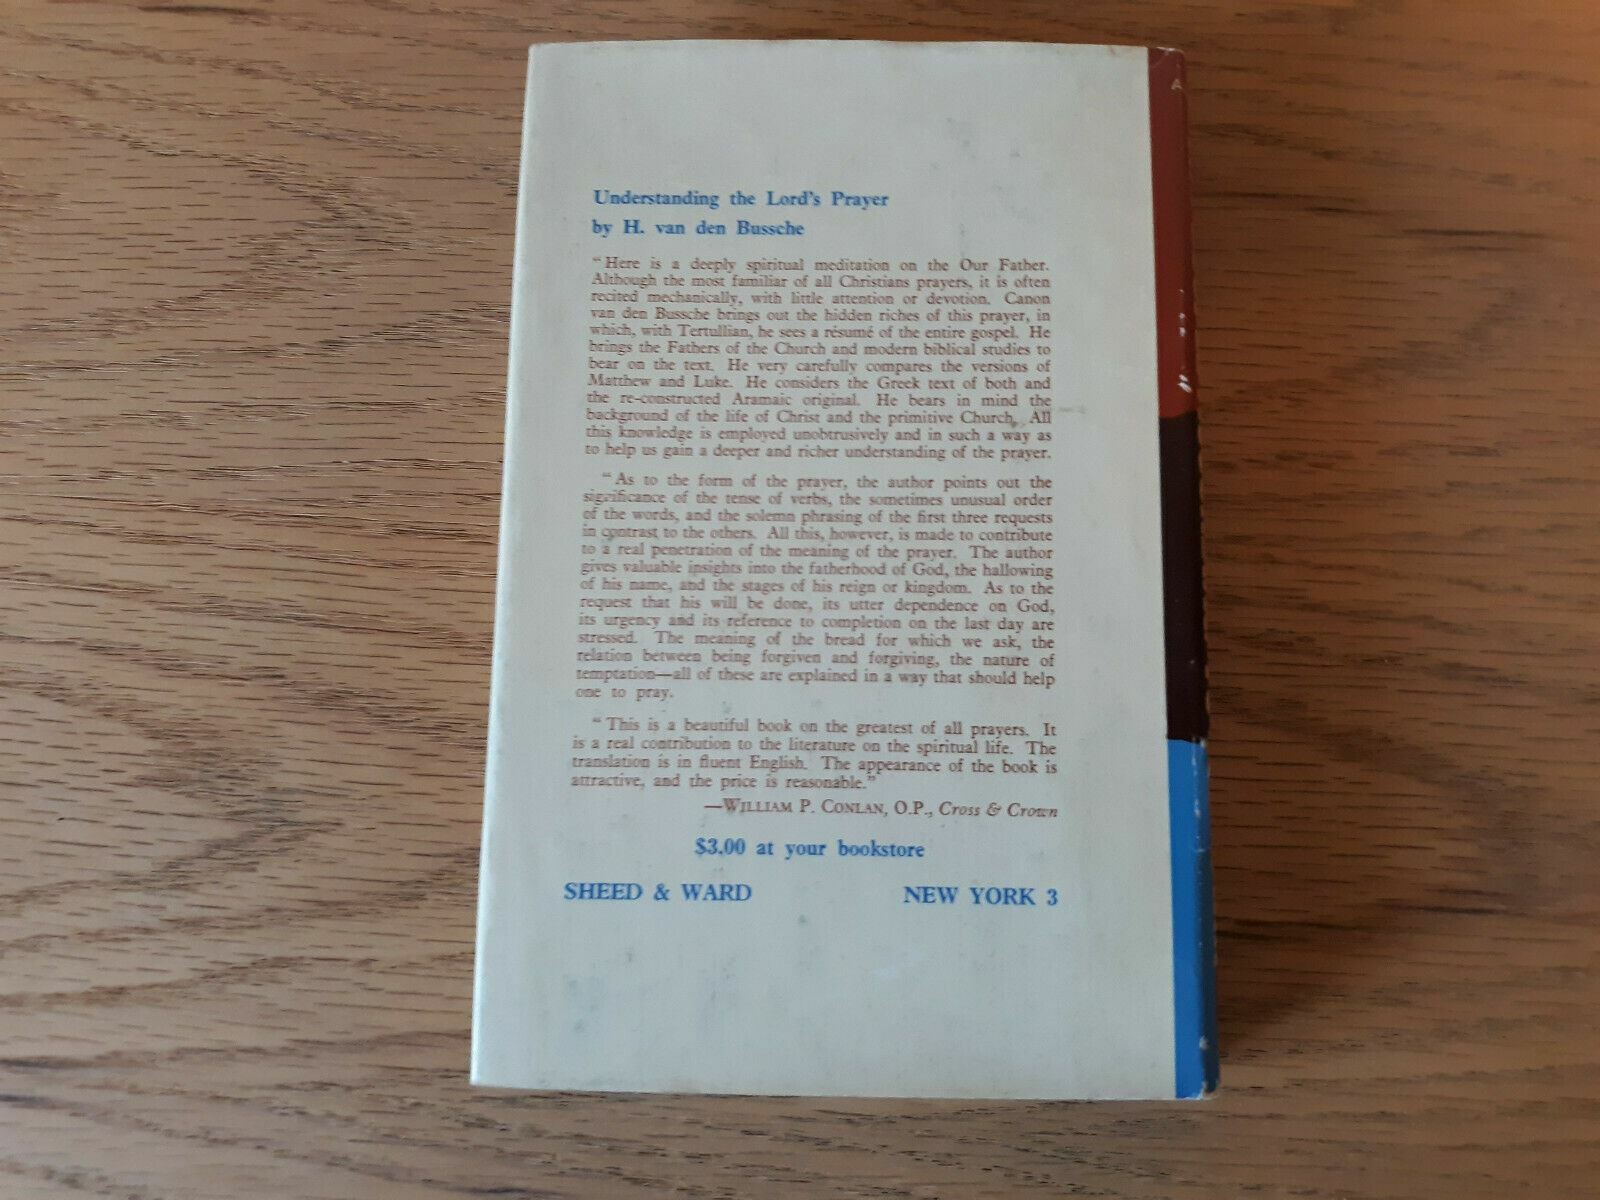 Understanding the Lord's Prayer
by H. van den Bussche
"Here is a deeply spiritual meditation on the Our Father.
Although the most familiar of all Christians prayers, it is often
recited mechanically, with little attention or devotion. Canon
van den Bussche brings out the hidden riches of this prayer, in
which, with Tertullian, he sees a résumé of the entire gospel. He
brings the Fathers of the Church and modern biblical studies to
bear on the text. He very carefully compares the versions of
Matthew and Luke. He considers the Greek text of both and
the re-constructed Aramaic original. He bears in mind the
background of the life of Christ and the primitive Church. All
this knowledge is employed unobtrusively and in such a way as
to help us gain a deeper and richer understanding of the prayer.
"As to the form of the prayer, the author points out the
significance of the tense of verbs, the sometimes unusual order
of the words, and the solemn phrasing of the first three requests
in contrast to the others. All this, however, is made to contribute
to a real penetration of the meaning of the prayer. The author
gives valuable insights into the fatherhood of God, the hallowing
of his name, and the stages of his reign or kingdom. As to the
request that his will be done, its utter dependence on God,
its urgency and its reference to completion on the last day are
stressed. The meaning of the bread for which we ask, the
relation between being forgiven and forgiving, the nature of
temptation—all of these are explained in a way that should help
one to pray.
"This is a beautiful book on the greatest of all prayers. It
is a real contribution to the literature on the spiritual life. The
translation is in fluent English. The appearance of the book is
attractive, and the price is reasonable."
—WILLIAM P. CONLAN, O.P., Cross & Crown
$3.00 at your bookstore
SHEED & WARD NEW YORK 3